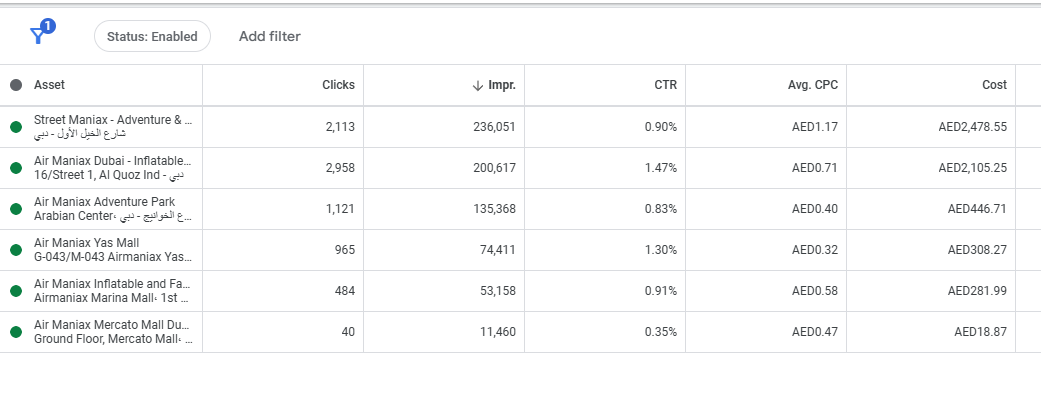 1
Status: Enabled
Add filter
Asset Clicks ↓ Impr. CTR Avg. CPC Cost
Street Maniax - Adventure & ...
شارع الخيل الأول - دبي
2,113 236,051 0.90% AED1.17 AED2,478.55
Air Maniax Dubai - Inflatable...
16/Street 1, Al Quoz Ind - دبي
2,958 200,617 1.47% AED0.71 AED2,105.25
Air Maniax Adventure Park
Arabian Center، ع الخوانيج - دبي...
1,121 135,368 0.83% AED0.40 AED446.71
Air Maniax Yas Mall
G-043/M-043 Airmaniax Yas...
965 74,411 1.30% AED0.32 AED308.27
Air Maniax Inflatable and Fa...
Airmaniax Marina Mall، 1st ...
484 53,158 0.91% AED0.58 AED281.99
Air Maniax Mercato Mall Du...
Ground Floor, Mercato Mall، ...
40 11,460 0.35% AED0.47 AED18.87